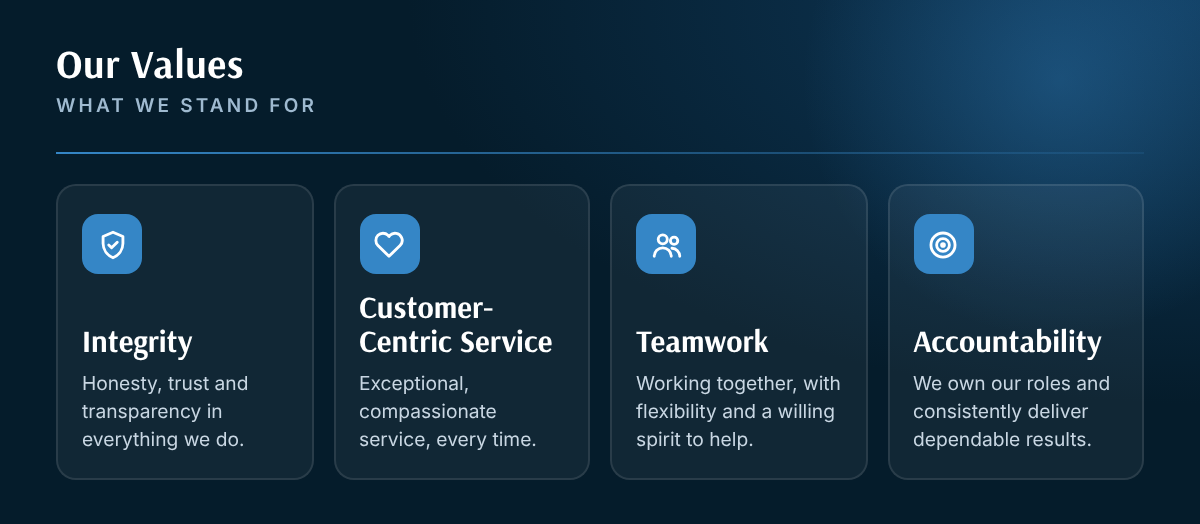 Our Values
WHAT WE STAND FOR
Integrity
Honesty, trust and
transparency in
everything we do.
Customer-
Centric Service
Exceptional,
compassionate
service, every time.
Teamwork
Working together, with
flexibility and a willing
spirit to help.
Accountability
We own our roles and
consistently deliver
dependable results.